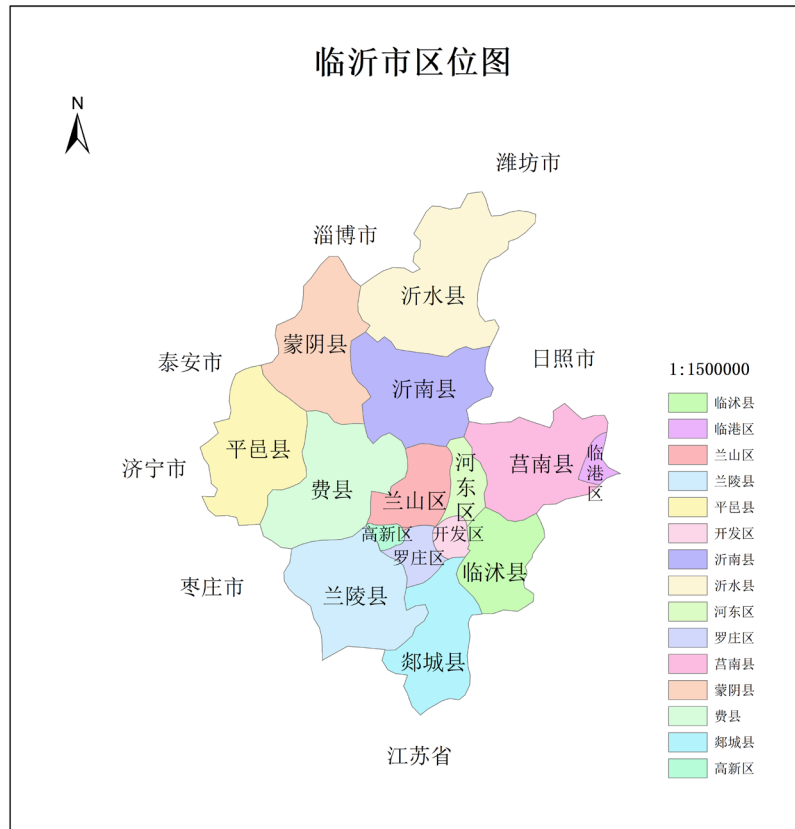 临沂市区位图
N
潍坊市
淄博市
沂水县
蒙阴县
日照市
泰安市
沂南县
1:1500000
平邑县
济宁市
费县
兰山区
河东区
莒南县
临港区
高新区
开发区
罗庄区
临沭县
枣庄市
兰陵县
郯城县
江苏省
临沭县
临港区
兰山区
兰陵县
平邑县
开发区
沂南县
沂水县
河东区
罗庄区
莒南县
蒙阴县
费县
郯城县
高新区